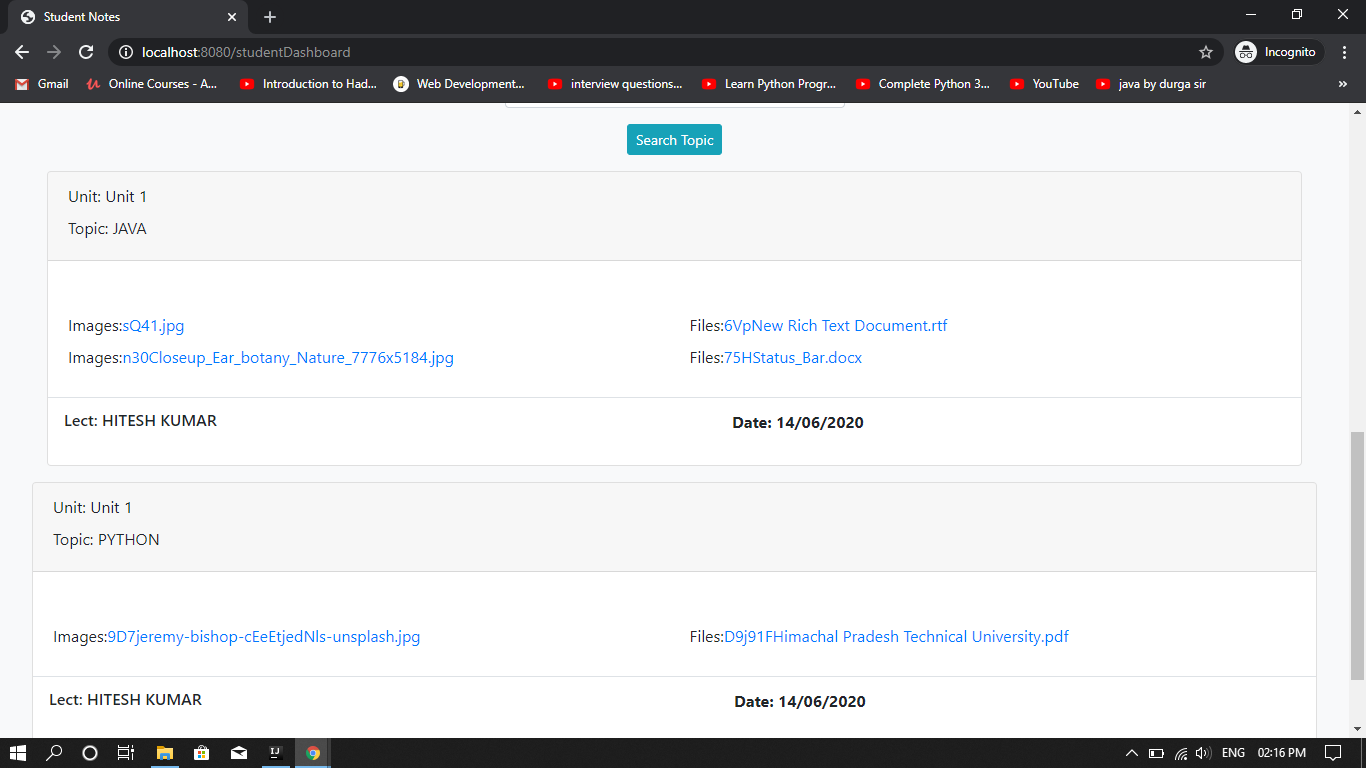 Student Notes
localhost:8080/studentDashboard
Incognito
Gmail Online Courses - A... Introduction to Had... Web Development... interview questions... Learn Python Progr... Complete Python 3... YouTube java by durga sir »
Search Topic
Unit: Unit 1
Topic: JAVA
Images:sQ41.jpg Files:6VpNew Rich Text Document.rtf
Images:n30Closeup_Ear_botany_Nature_7776x5184.jpg Files:75HStatus_Bar.docx
Lect: HITESH KUMAR Date: 14/06/2020
Unit: Unit 1
Topic: PYTHON
Images:9D7jeremy-bishop-cEeEtjedNls-unsplash.jpg Files:D9j91FHimachal Pradesh Technical University.pdf
Lect: HITESH KUMAR Date: 14/06/2020
IJ ENG 02:16 PM